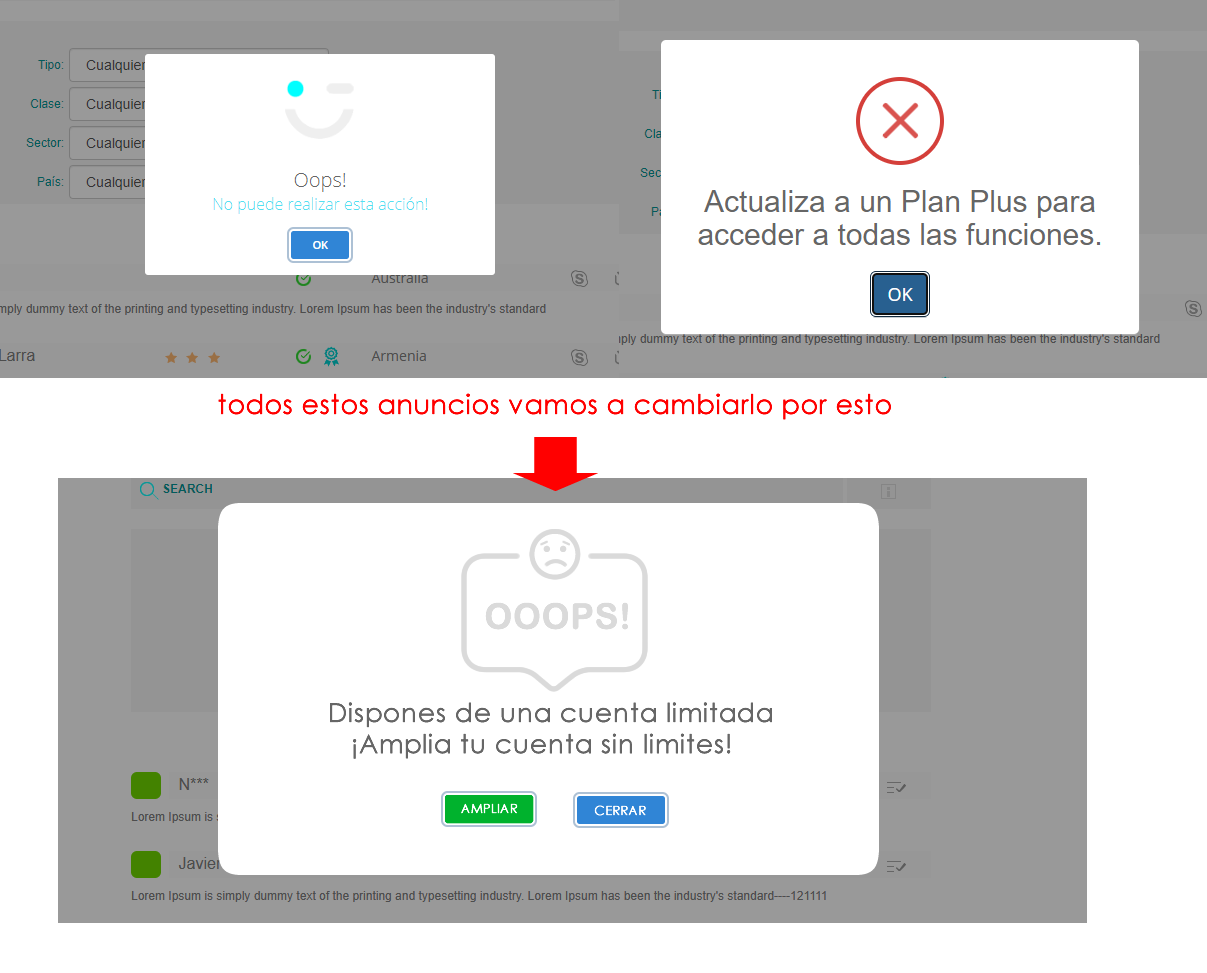 Tipo:
Cualquier
Clase:
Cualquier
Sector:
Cualquier
País:
Cualquier
Oops!
No puede realizar esta acción!
OK
Australia
S
mply dummy text of the printing and typesetting industry. Lorem Ipsum has been the industry's standard
Larra
Armenia
S
Ti
Cla
Sec
Pa
Actualiza a un Plan Plus para
acceder a todas las funciones.
OK
S
ply dummy text of the printing and typesetting industry. Lorem Ipsum has been the industry's standard
todos estos anuncios vamos a cambiarlo por esto
SEARCH
OOOPS!
Dispones de una cuenta limitada
¡Amplia tu cuenta sin limites!
AMPLIAR
CERRAR
N***
Lorem Ipsum is s
Javier
Lorem Ipsum is simply dummy text of the printing and typesetting industry. Lorem Ipsum has been the industry's standard----121111